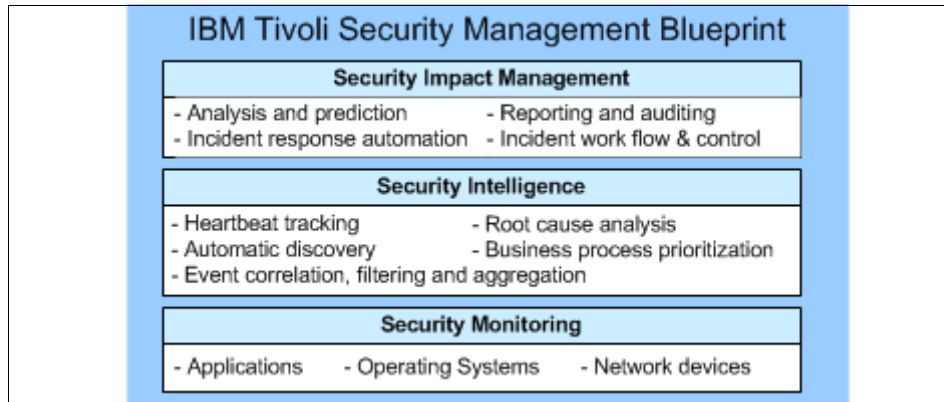 IBM Tivoli Security Management Blueprint
Security Impact Management
- Analysis and prediction - Reporting and auditing
- Incident response automation - Incident work flow & control
Security Intelligence
- Heartbeat tracking - Root cause analysis
- Automatic discovery - Business process prioritization
- Event correlation, filtering and aggregation
Security Monitoring
- Applications - Operating Systems - Network devices